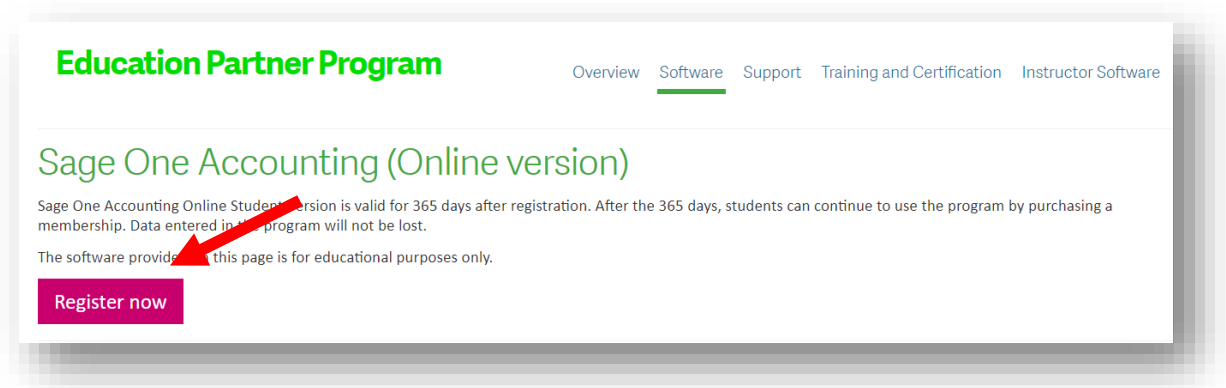 Education Partner Program
Overview Software Support Training and Certification Instructor Software
Sage One Accounting (Online version)
Sage One Accounting Online Student version is valid for 365 days after registration. After the 365 days, students can continue to use the program by purchasing a
membership. Data entered in the program will not be lost.
The software provided on this page is for educational purposes only.
Register now